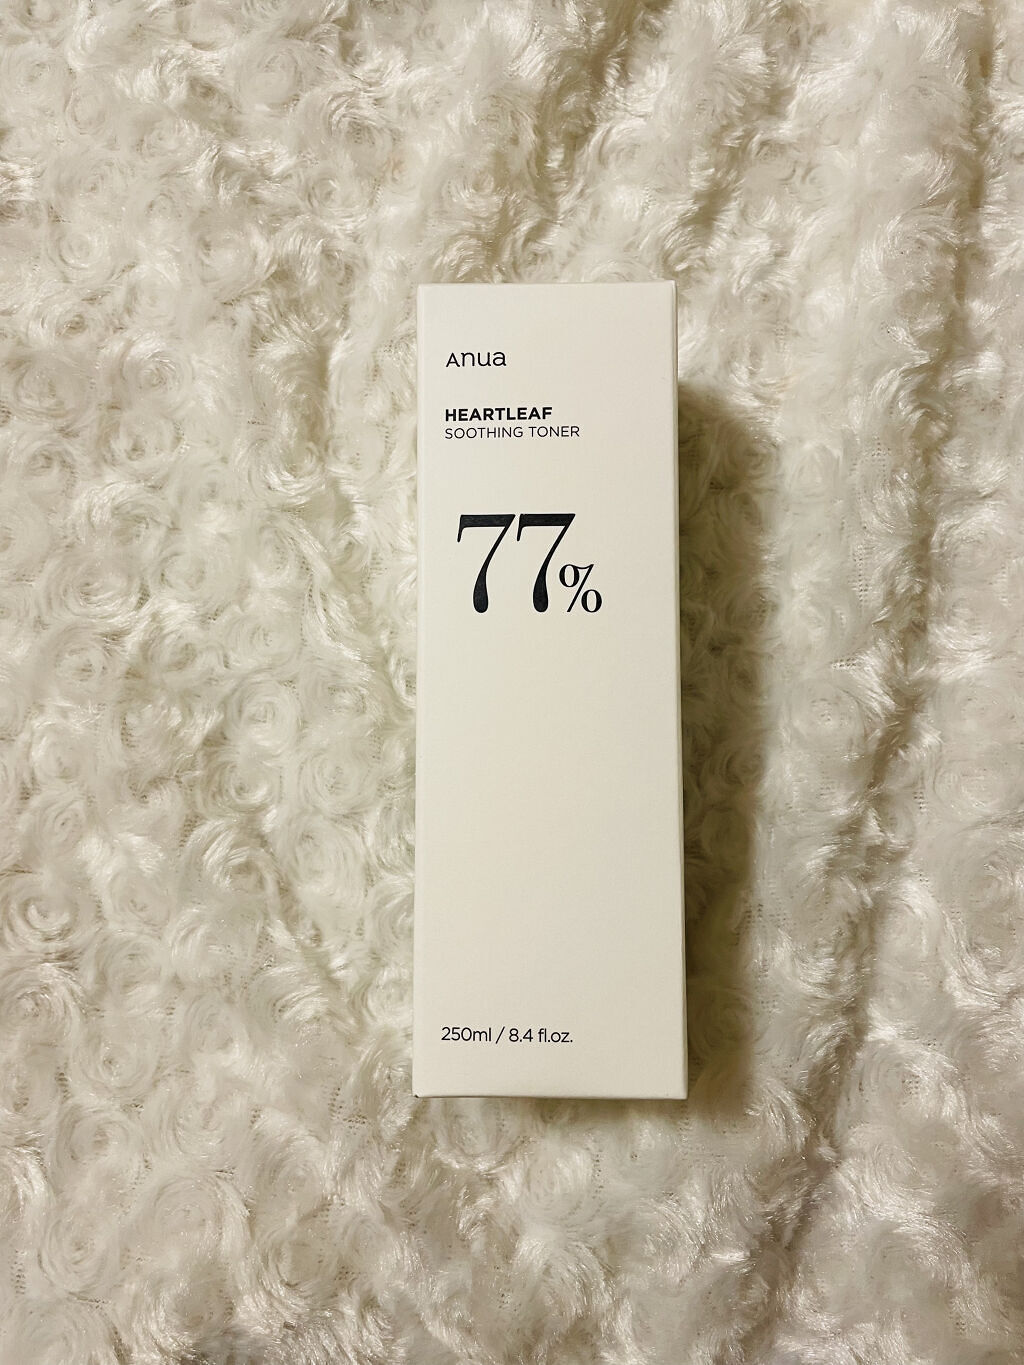 Anua
HEARTLEAF
SOOTHING TONER
77%
250ml / 8.4 fl.oz.